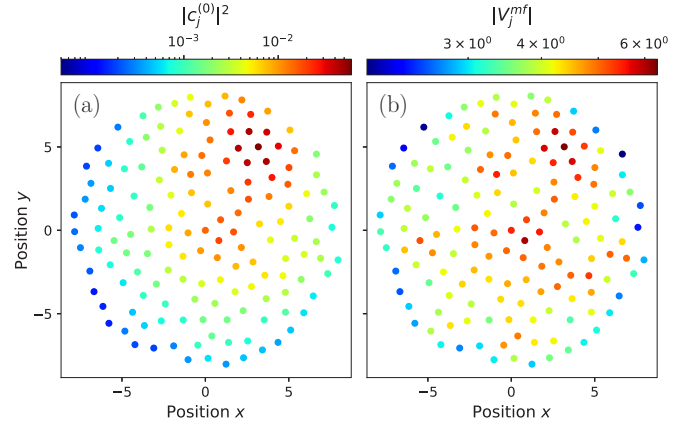 |c_j^{(0)}|^2
|V_j^{mf}|
10^{-3} 10^{-2}
3 × 10^0 4 × 10^0 6 × 10^0
(a)
(b)
Position y
5
0
−5
−5 0 5
−5 0 5
Position x
Position x